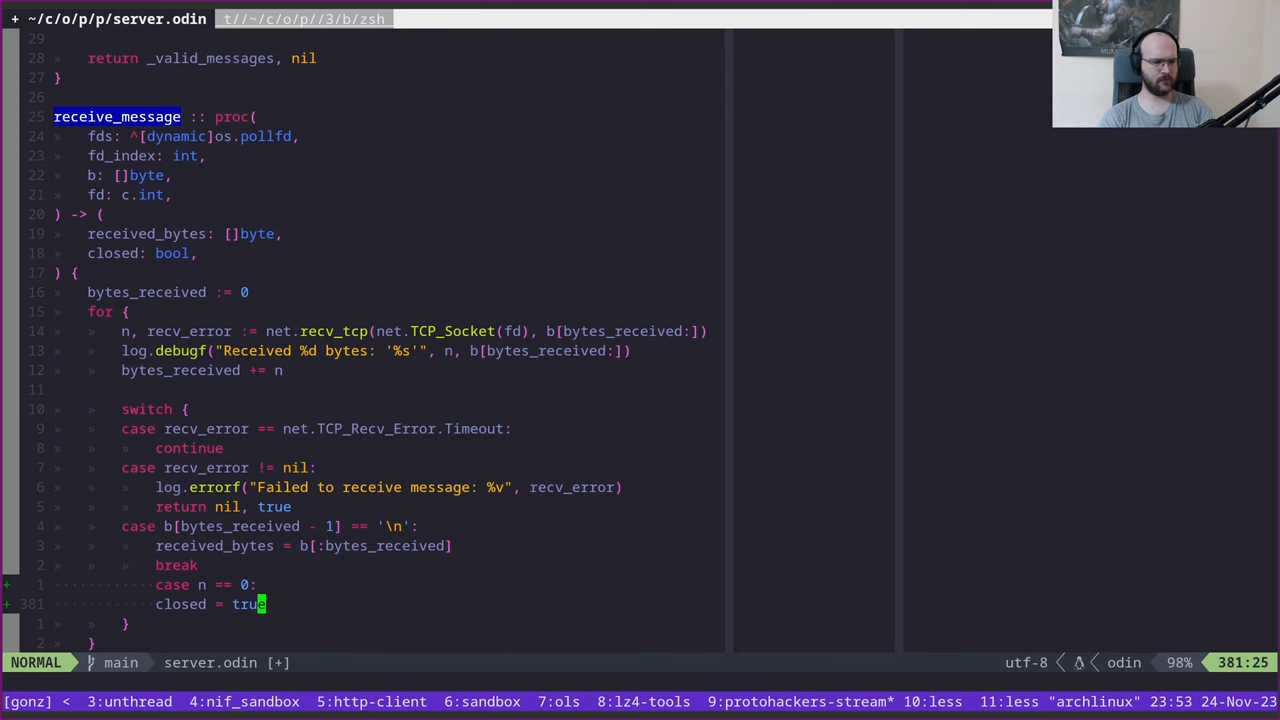 + ~/c/o/p/p/server.odin t//~/c/o/p//3/b/zsh
29
28 » return _valid_messages, nil
27 }
26
25 receive_message :: proc(
24 » fds: ^[dynamic]os.pollfd,
23 » fd_index: int,
22 » b: []byte,
21 » fd: c.int,
20 ) -> (
19 » received_bytes: []byte,
18 » closed: bool,
17 ) {
16 » bytes_received := 0
15 » for {
14 » » n, recv_error := net.recv_tcp(net.TCP_Socket(fd), b[bytes_received:])
13 » » log.debugf("Received %d bytes: '%s'", n, b[bytes_received:])
12 » » bytes_received += n
11
10 » » switch {
9 » » case recv_error == net.TCP_Recv_Error.Timeout:
8 » » » continue
7 » » case recv_error != nil:
6 » » » log.errorf("Failed to receive message: %v", recv_error)
5 » » » return nil, true
4 » » case b[bytes_received - 1] == '\n':
3 » » » received_bytes = b[:bytes_received]
2 » » » break
+ 1 ············case n == 0:
+ 381 ············closed = true
1 » » }
2 » }
NORMAL main server.odin [+] utf-8 odin 98% 381:25
[gonz] < 3:unthread 4:nif_sandbox 5:http-client 6:sandbox 7:ols 8:lz4-tools 9:protohackers-stream* 10:less 11:less "archlinux" 23:53 24-Nov-23